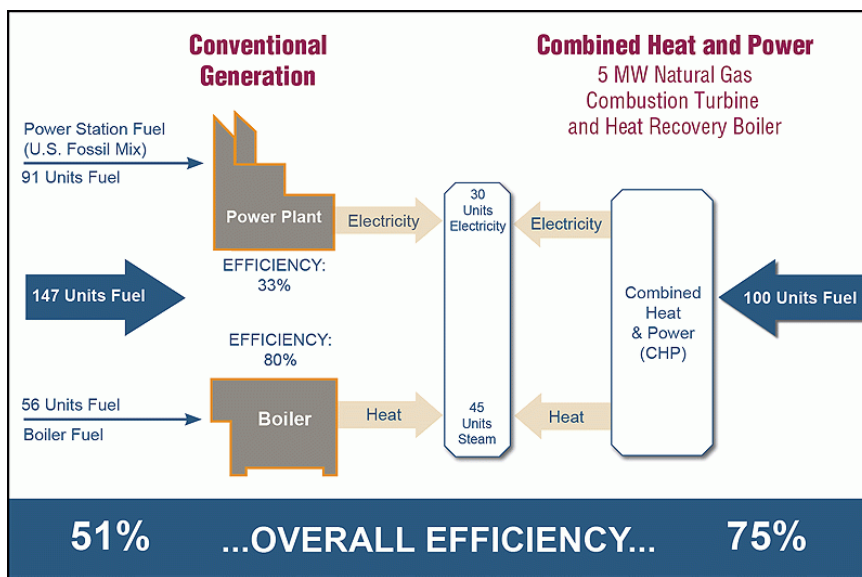 Conventional
Generation
Combined Heat and Power
5 MW Natural Gas
Combustion Turbine
and Heat Recovery Boiler
Power Station Fuel
(U.S. Fossil Mix)
91 Units Fuel
Power Plant
Electricity
30
Units
Electricity
Electricity
EFFICIENCY:
33%
147 Units Fuel
Combined
Heat
& Power
(CHP)
100 Units Fuel
EFFICIENCY:
80%
56 Units Fuel
Boiler Fuel
Boiler
Heat
45
Units
Steam
Heat
51%
...OVERALL EFFICIENCY...
75%